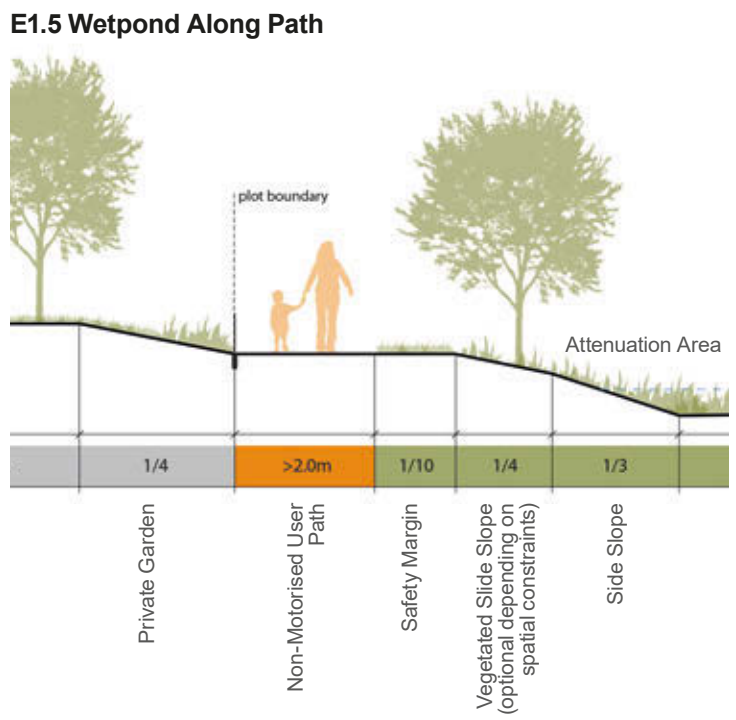 E1.5 Wetpond Along Path
plot boundary
Attenuation Area
1/4
>2.0m
1/10
1/4
1/3
Private Garden
Non-Motorised User
Path
Safety Margin
Vegetated Slide Slope
(optional depending on
spatial constraints)
Side Slope